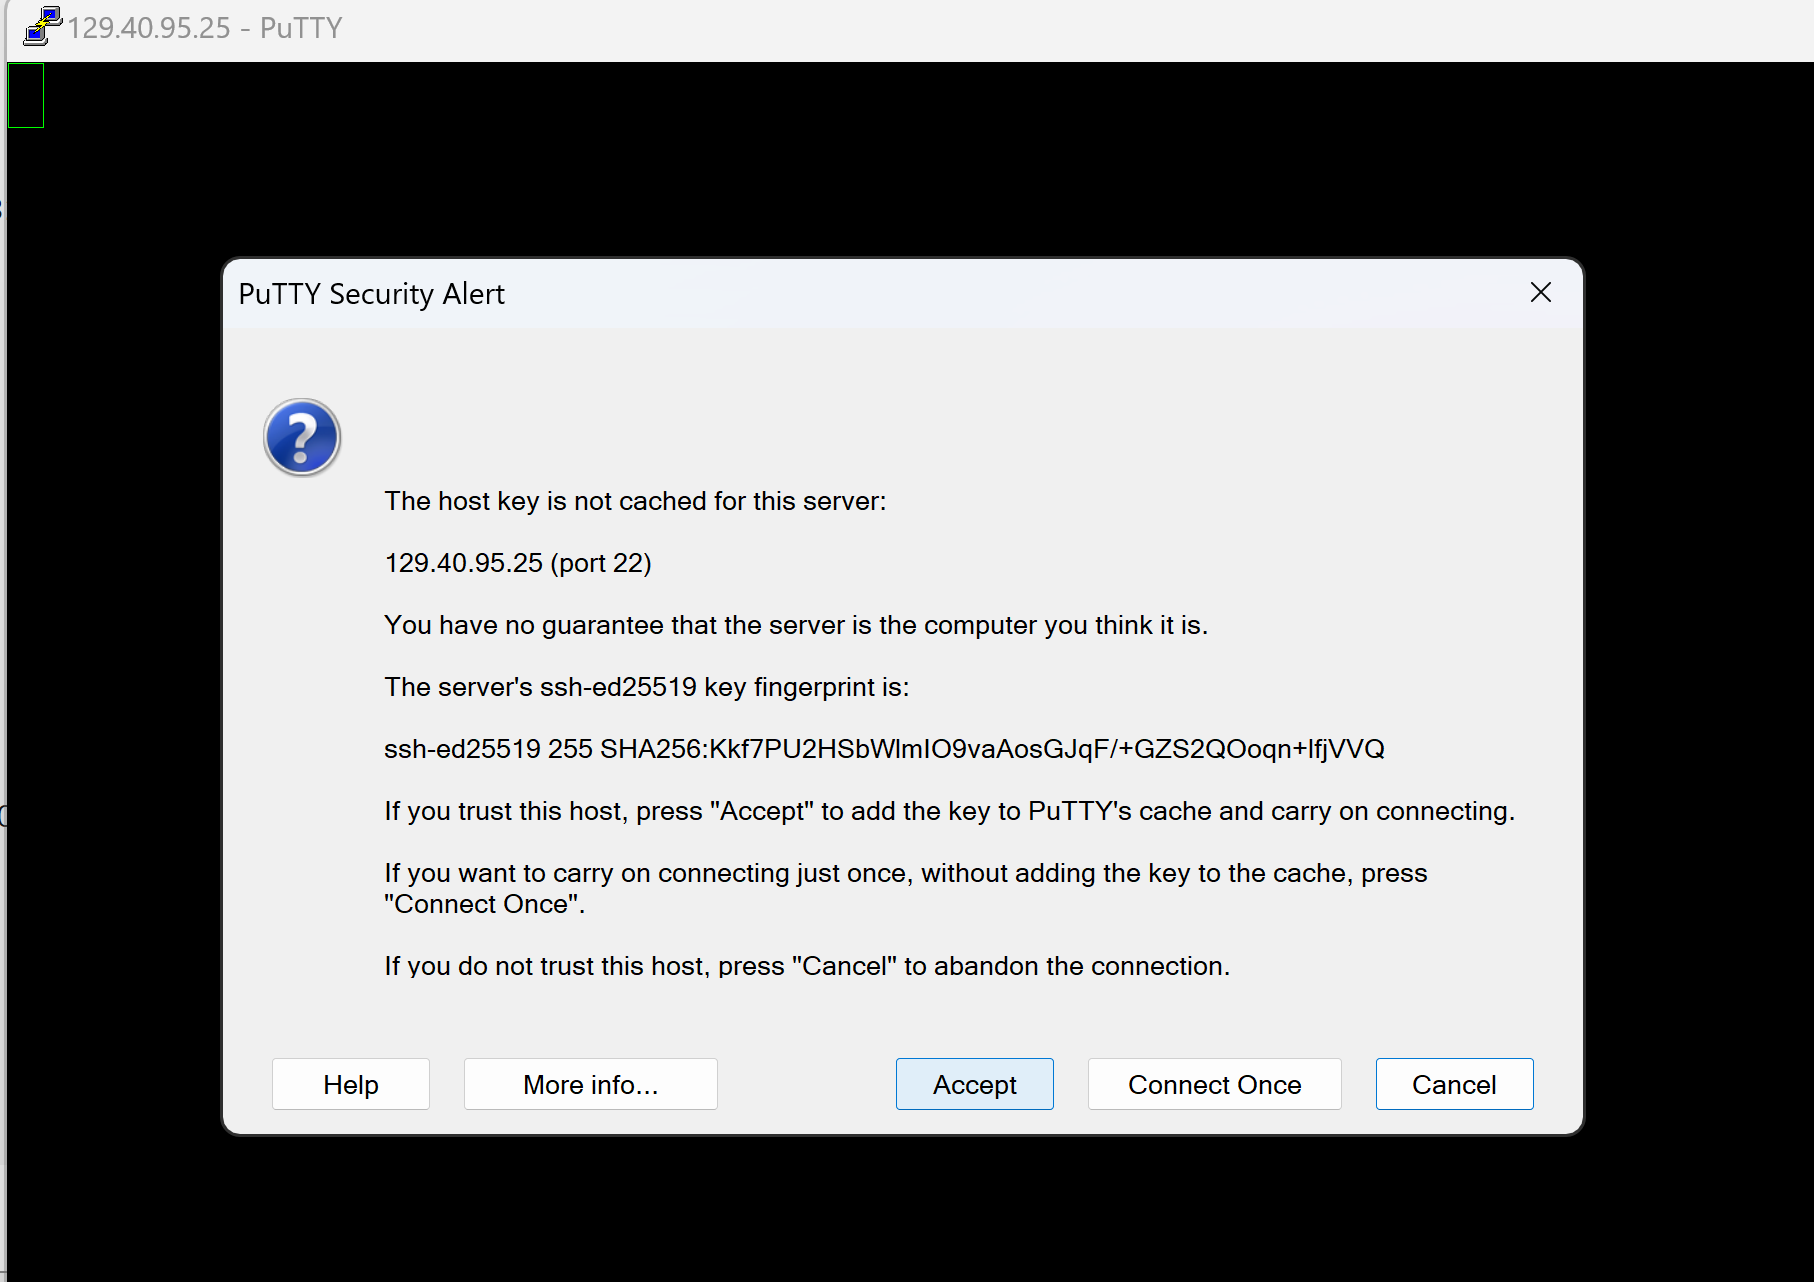 129.40.95.25 - PuTTY
PuTTY Security Alert
The host key is not cached for this server:
129.40.95.25 (port 22)
You have no guarantee that the server is the computer you think it is.
The server's ssh-ed25519 key fingerprint is:
ssh-ed25519 255 SHA256:Kkf7PU2HSbWlmIO9vaAosGJqF/+GZS2QOoqn+lfjVVQ
If you trust this host, press "Accept" to add the key to PuTTY's cache and carry on connecting.
If you want to carry on connecting just once, without adding the key to the cache, press
"Connect Once".
If you do not trust this host, press "Cancel" to abandon the connection.
Help
More info...
Accept
Connect Once
Cancel